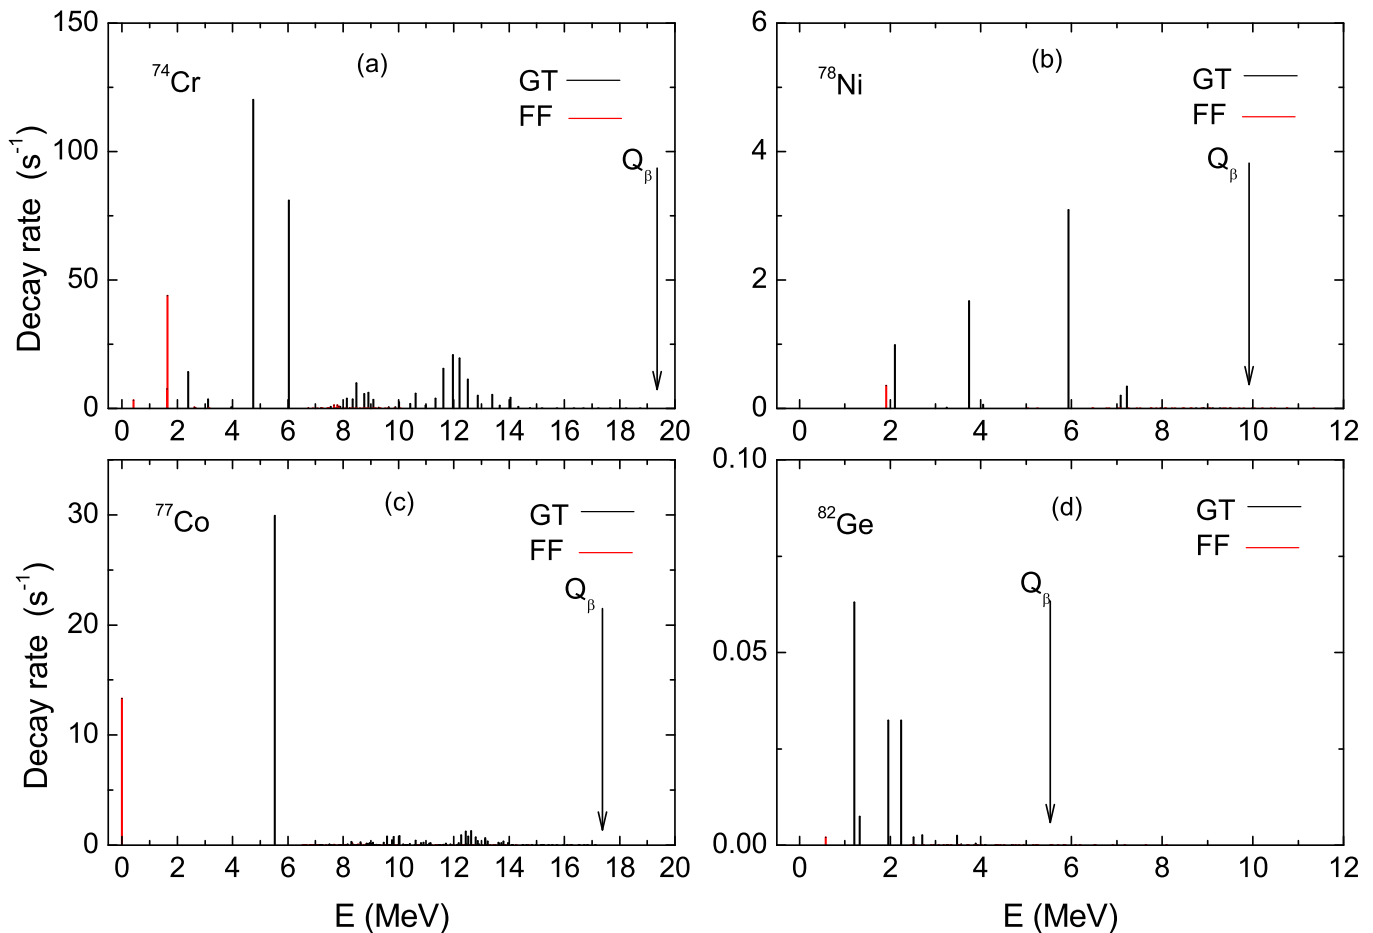 150
100
50
0
Decay rate (s⁻¹)
⁷⁴Cr
(a)
GT
FF
Qβ
0 2 4 6 8 10 12 14 16 18 20
6
4
2
0
⁷⁸Ni
(b)
GT
FF
Qβ
0 2 4 6 8 10 12
30
20
10
0
Decay rate (s⁻¹)
⁷⁷Co
(c)
GT
FF
Qβ
0 2 4 6 8 10 12 14 16 18 20
E (MeV)
0.10
0.05
0.00
⁸²Ge
(d)
GT
FF
Qβ
0 2 4 6 8 10 12
E (MeV)